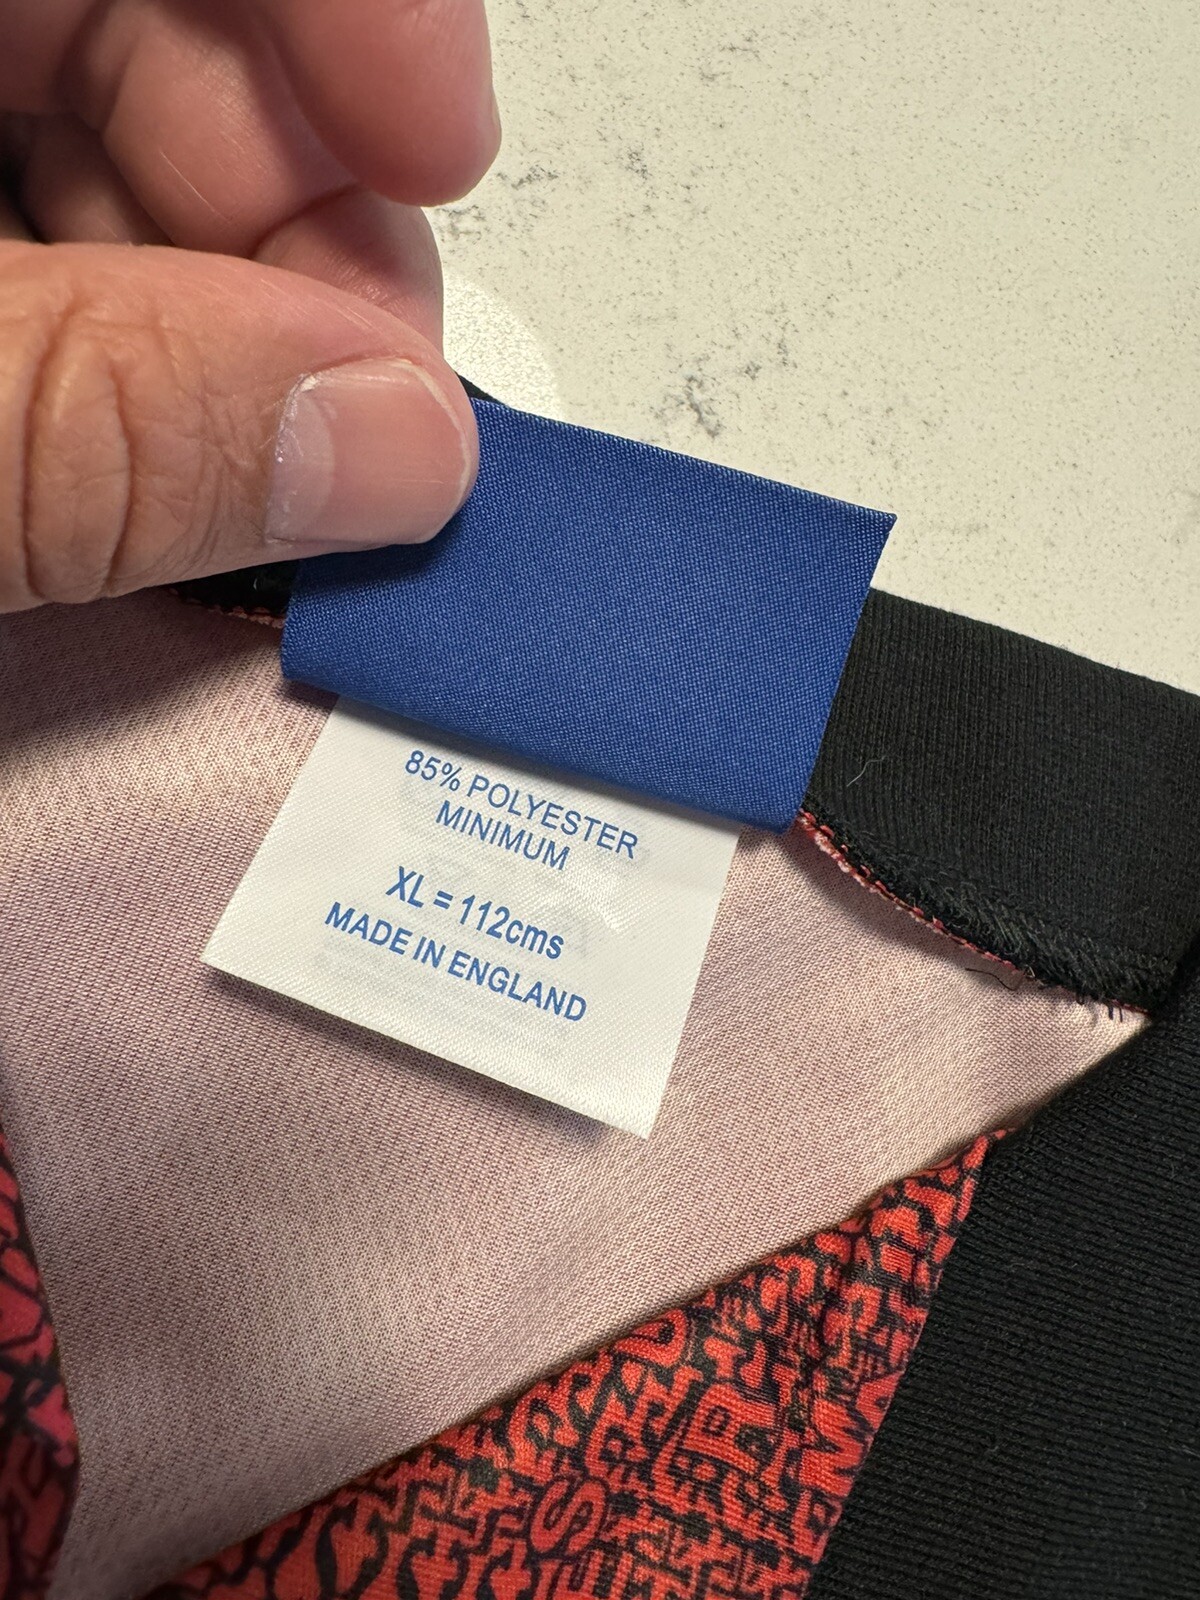 85% POLYESTER
MINIMUM
XL = 112cms
MADE IN ENGLAND